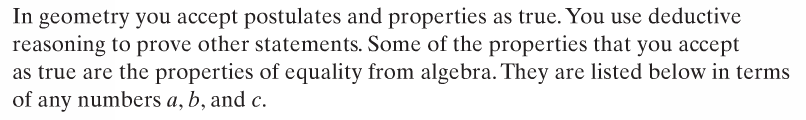 In geometry you accept postulates and properties as true. You use deductive
reasoning to prove other statements. Some of the properties that you accept
as true are the properties of equality from algebra. They are listed below in terms
of any numbers a, b, and c.